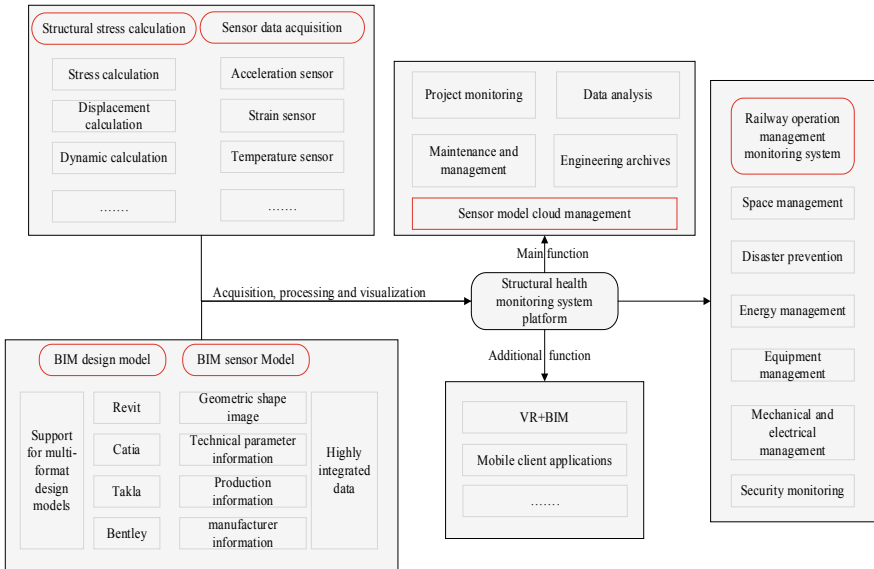 Structural stress calculation
Sensor data acquisition
Stress calculation
Displacement
calculation
Dynamic calculation
…….
Acceleration sensor
Strain sensor
Temperature sensor
…….
Project monitoring
Data analysis
Maintenance and
management
Engineering archives
Sensor model cloud management
Main function
Acquisition, processing and visualization
Structural health
monitoring system
platform
Additional function
VR+BIM
Mobile client applications
…….
Railway operation
management
monitoring system
Space management
Disaster prevention
Energy management
Equipment
management
Mechanical and
electrical management
Security monitoring
BIM design model
BIM sensor Model
Support
for multi-
format
design
models
Revit
Catia
Takla
Bentley
Geometric shape
image
Technical parameter
information
Production
information
manufacturer
information
Highly
integrated
data